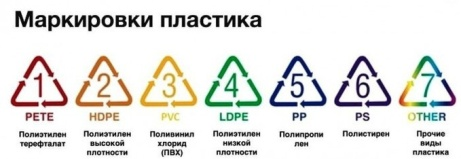 Маркировки пластика
1 2 3 4 5 6 7
PETE HDPE PVC LDPE PP PS OTHER
Полиэтилен терефталат
Полиэтилен высокой плотности
Поливинил хлорид (ПВХ)
Полиэтилен низкой плотности
Полипропи лен
Полистирен
Прочие виды пластика